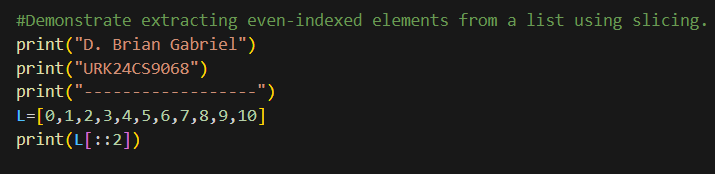 #Demonstrate extracting even-indexed elements from a list using slicing.
print("D. Brian Gabriel")
print("URK24CS9068")
print("------------------")
L=[0,1,2,3,4,5,6,7,8,9,10]
print(L[::2])